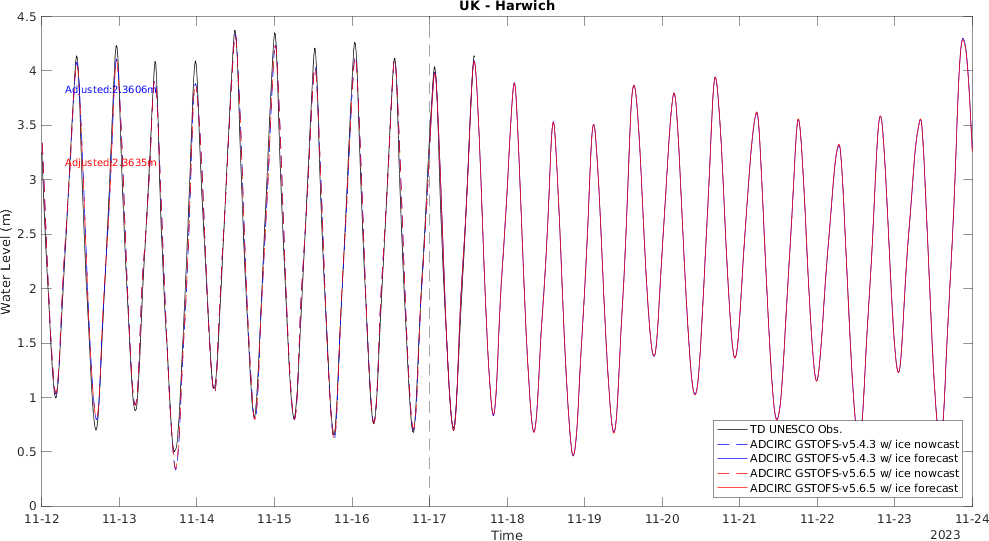 UK - Harwich
4.5
4
3.5
3
2.5
2
1.5
1
0.5
0
Water Level (m)
Adjusted:2.3606m
Adjusted:2.3635m
TD UNESCO Obs.
ADCIRC GSTOFS-v5.4.3 w/ ice nowcast
ADCIRC GSTOFS-v5.4.3 w/ ice forecast
ADCIRC GSTOFS-v5.6.5 w/ ice nowcast
ADCIRC GSTOFS-v5.6.5 w/ ice forecast
11-12 11-13 11-14 11-15 11-16 11-17 11-18 11-19 11-20 11-21 11-22 11-23 11-24
Time
2023